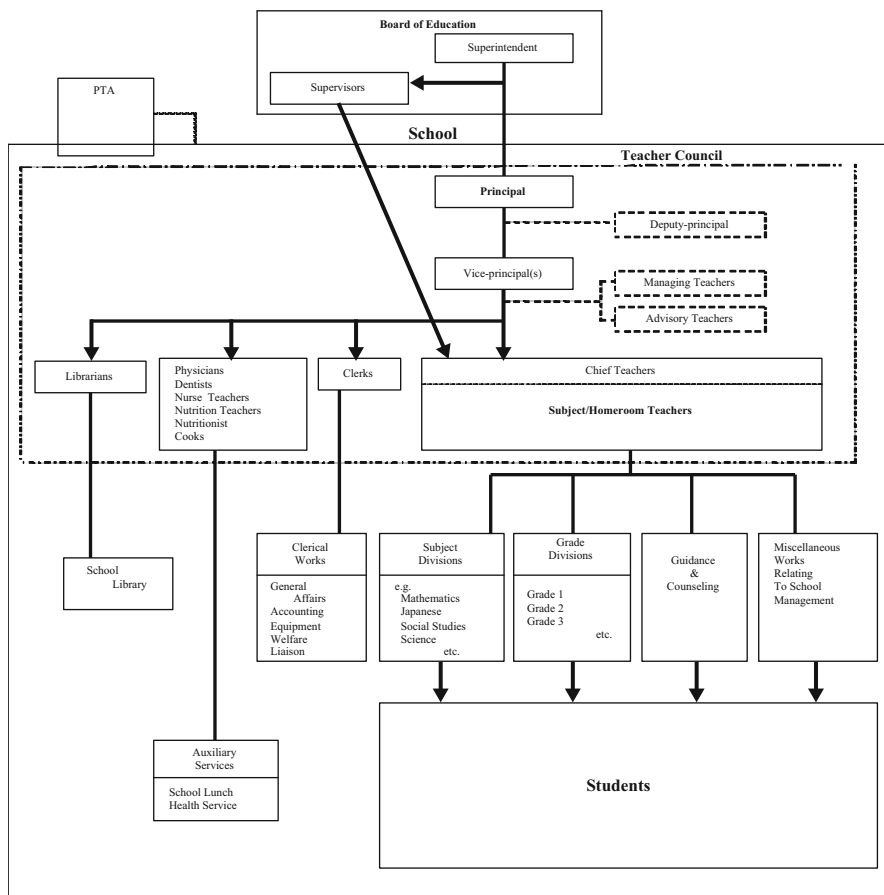 Board of Education
Superintendent
Supervisors
PTA
School
Teacher Council
Principal
Deputy-principal
Vice-principal(s)
Managing Teachers
Advisory Teachers
Librarians
Physicians
Dentists
Nurse Teachers
Nutrition Teachers
Nutritionist
Cooks
Clerks
Chief Teachers
Subject/Homeroom Teachers
School
Library
Clerical
Works
General
Affairs
Accounting
Equipment
Welfare
Liaison
Subject
Divisions
e.g.
Mathematics
Japanese
Social Studies
Science
etc.
Grade
Divisions
Grade 1
Grade 2
Grade 3
etc.
Guidance
&
Counseling
Miscellaneous
Works
Relating
To School
Management
Auxiliary
Services
School Lunch
Health Service
Students